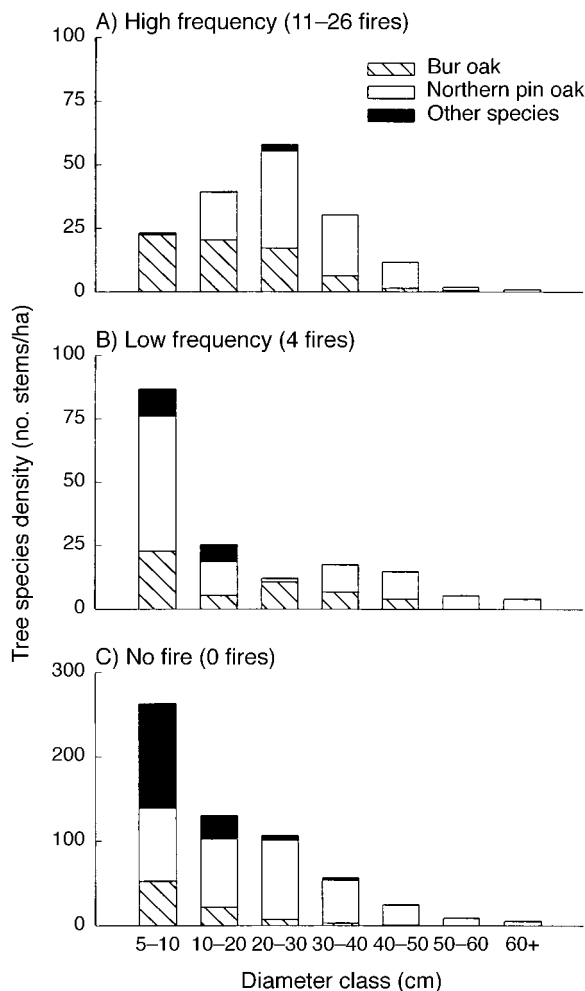 A) High frequency (11–26 fires)
100
75
50
25
0
Bur oak
Northern pin oak
Other species
B) Low frequency (4 fires)
100
75
50
25
0
C) No fire (0 fires)
300
200
100
0
5–10 10–20 20–30 30–40 40–50 50–60 60+
Diameter class (cm)
Tree species density (no. stems/ha)